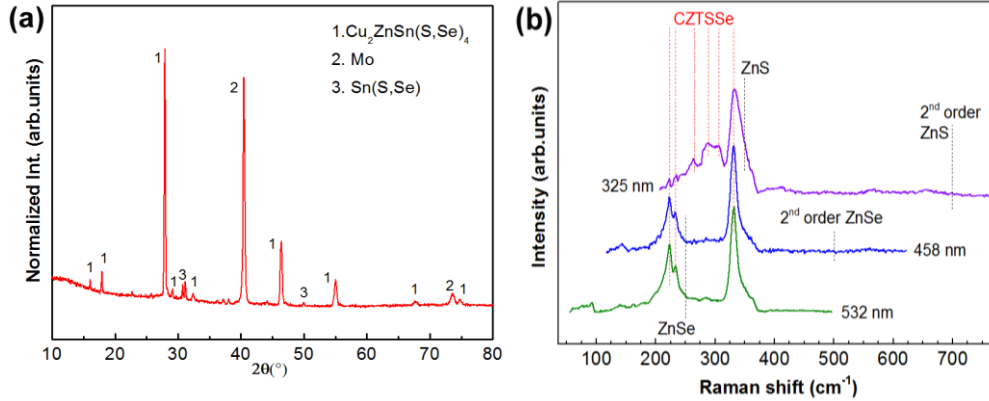 (a)
Normalized Int. (arb.units)
1.Cu₂ZnSn(S,Se)₄
2. Mo
3. Sn(S,Se)
1
2
1
1
1
1
3
1
1
3
1
2
1
10 20 30 40 50 60 70 80
2θ(°)
(b)
Intensity (arb.units)
CZTSSe
ZnS
2nd order
ZnS
325 nm
2nd order ZnSe
458 nm
ZnSe
532 nm
100 200 300 400 500 600 700
Raman shift (cm⁻¹)